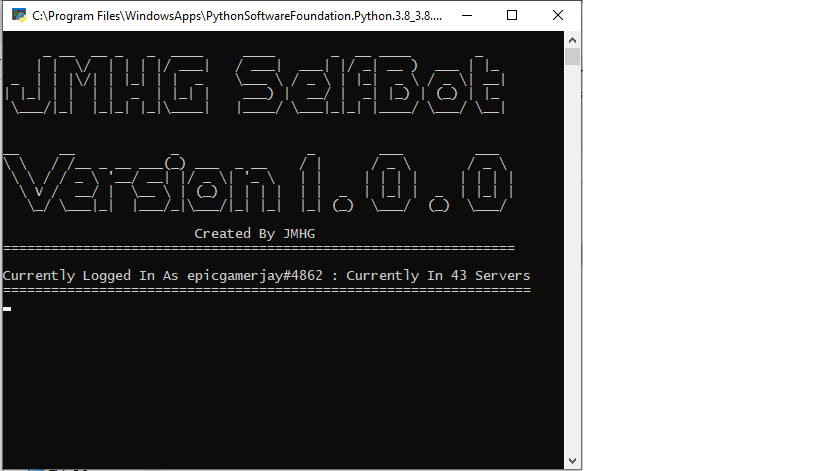 C:\Program Files\WindowsApps\PythonSoftwareFoundation.Python.3.8_3.8....
JMHG SelfBot
Version 1.0.0
Created By JMHG
================================================================
Currently Logged In As epicgamerjay#4862 : Currently In 43 Servers
==================================================================